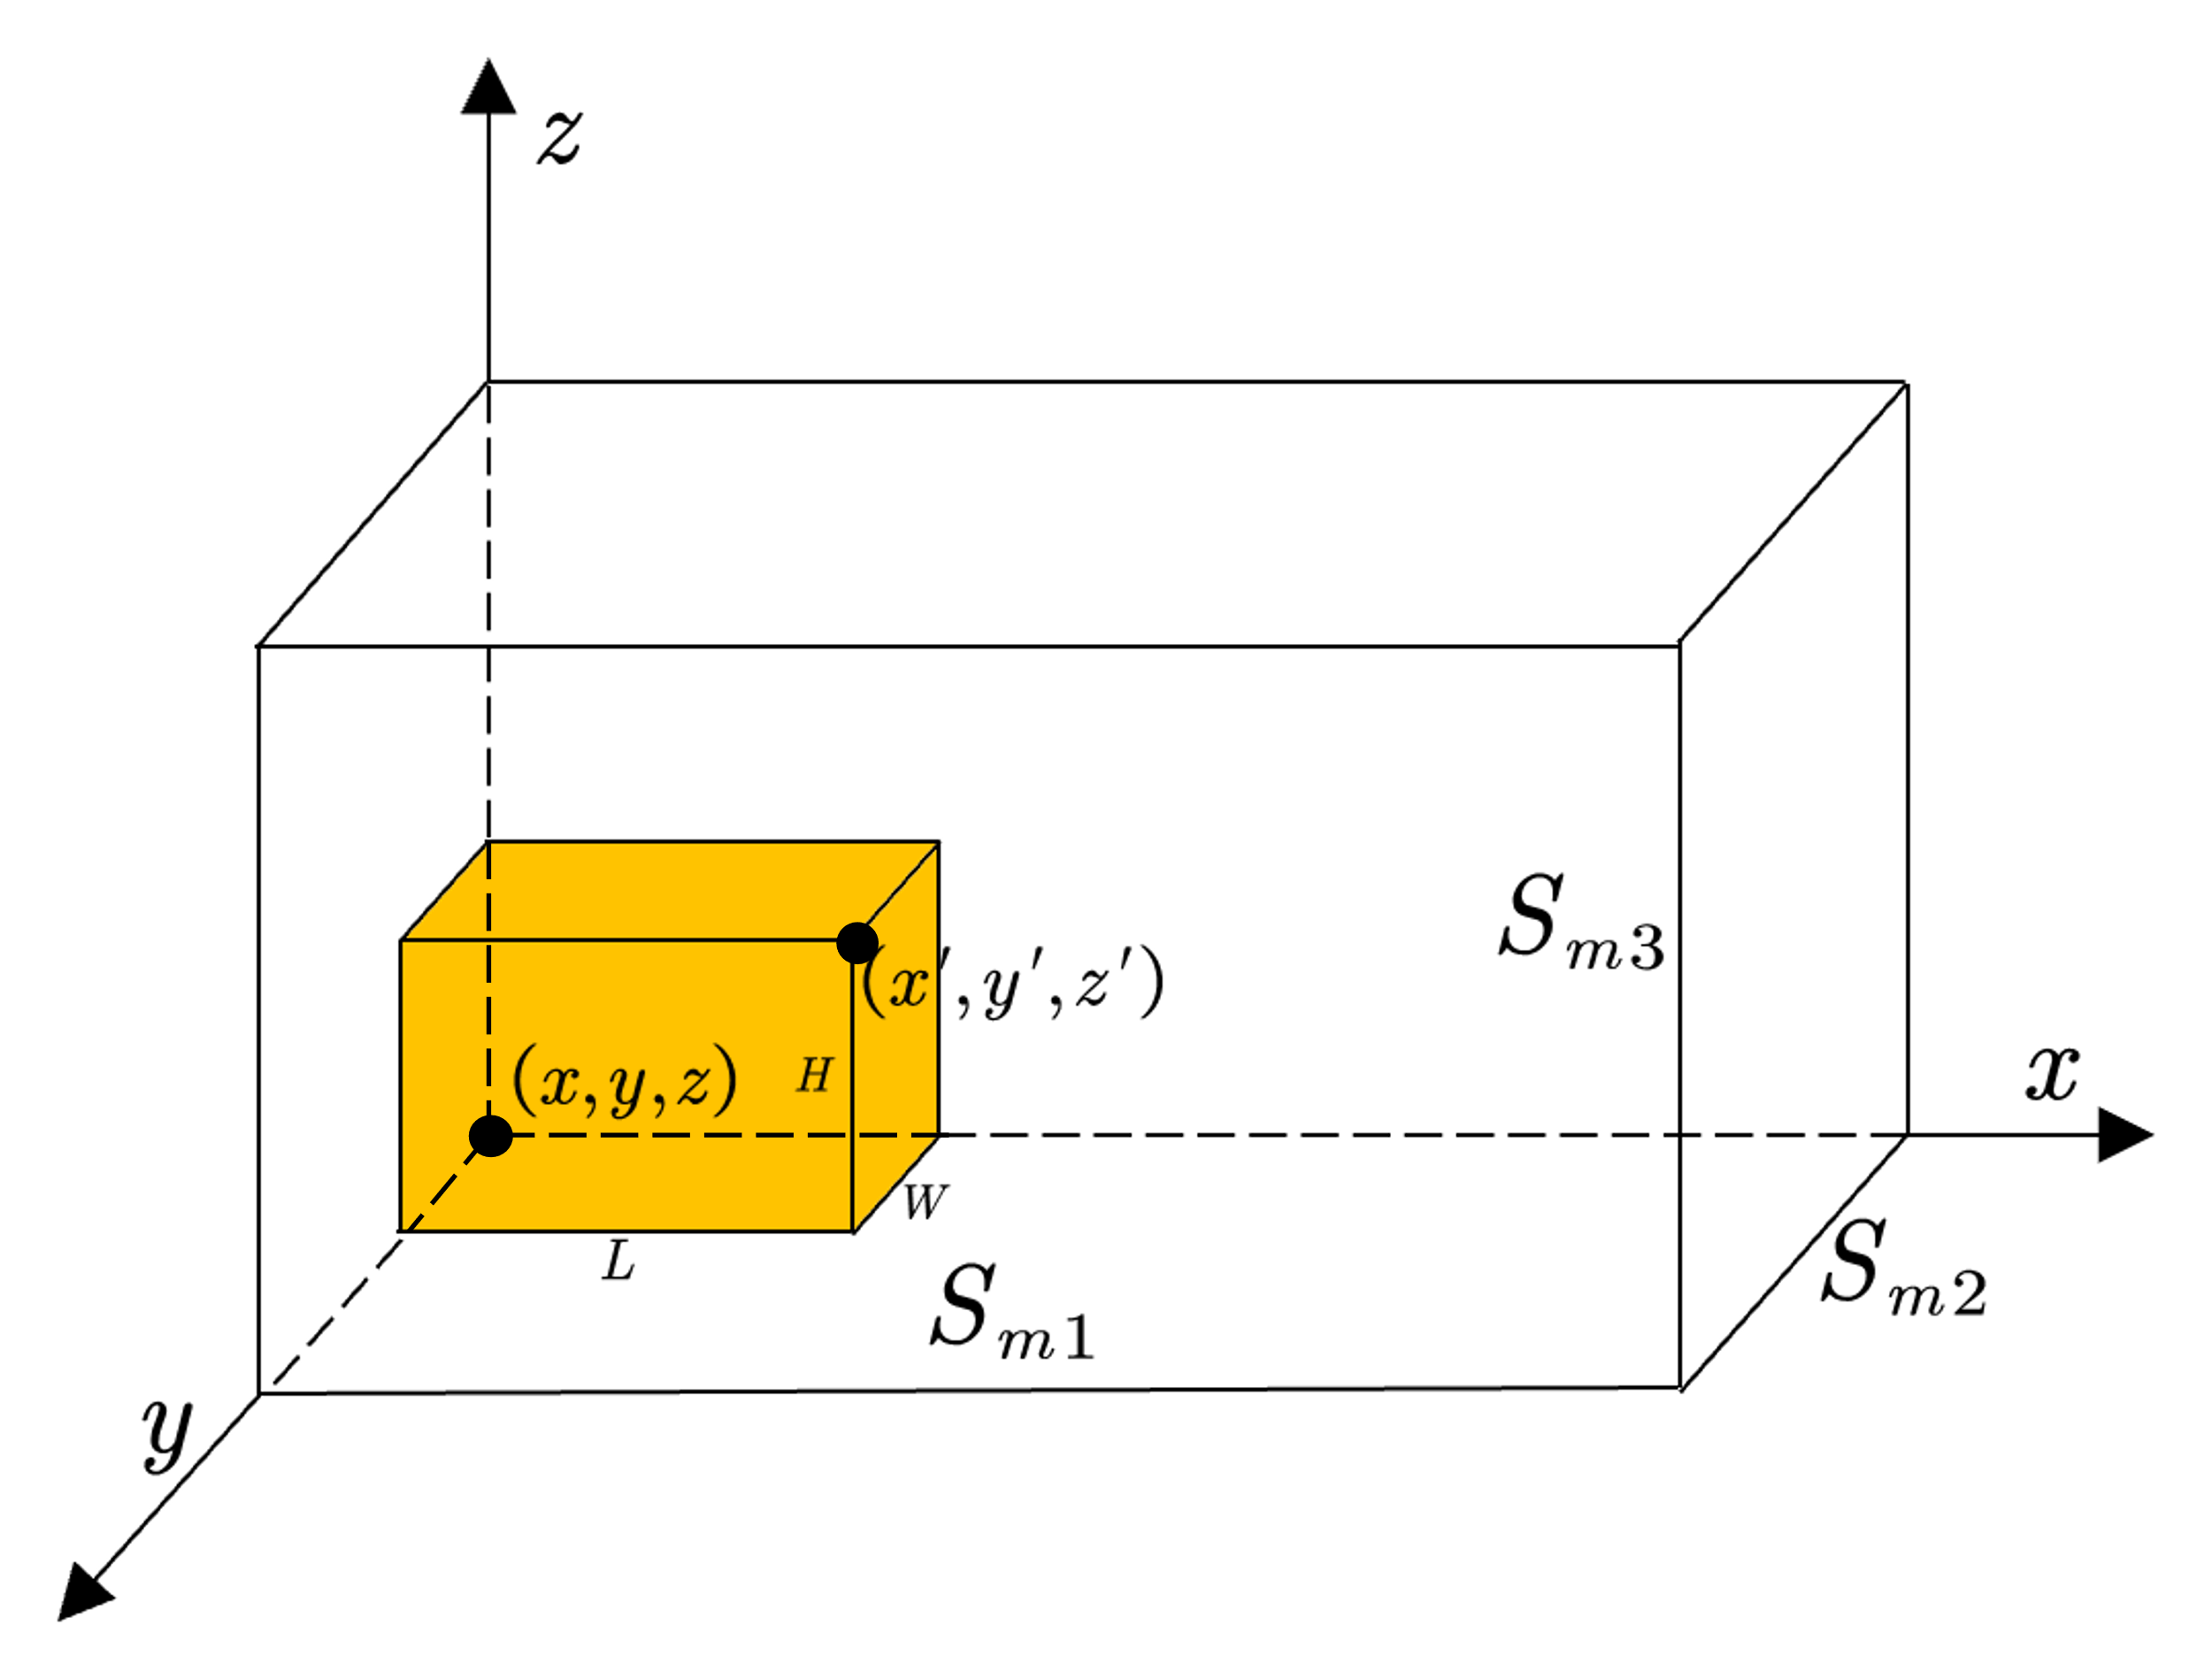 z
(x′,y′,z′)
S_{m3}
(x,y,z)
H
x
W
L
S_{m1}
S_{m2}
y